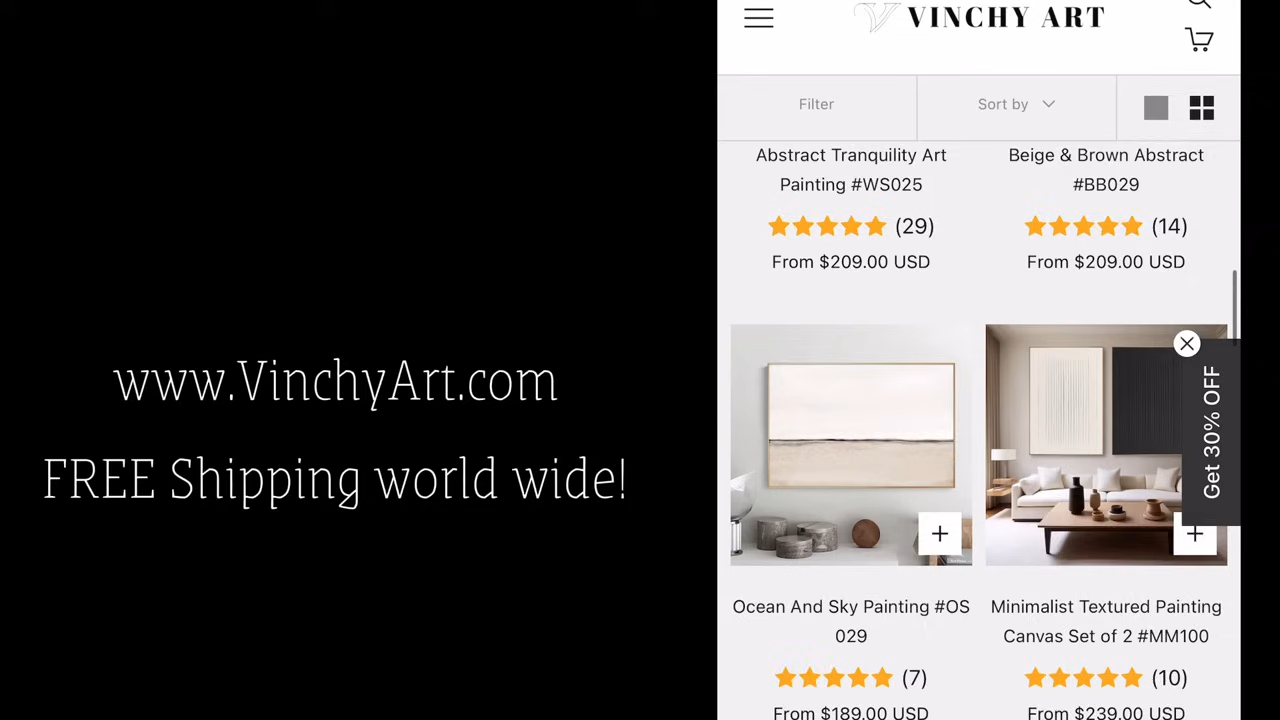 www.VinchyArt.com
FREE Shipping world wide!
VINCHY ART
Filter
Sort by
Abstract Tranquility Art
Painting #WS025
(29)
From $209.00 USD
Beige & Brown Abstract
#BB029
(14)
From $209.00 USD
Get 30% OFF
Ocean And Sky Painting #OS
029
(7)
From $189.00 USD
Minimalist Textured Painting
Canvas Set of 2 #MM100
(10)
From $239.00 USD